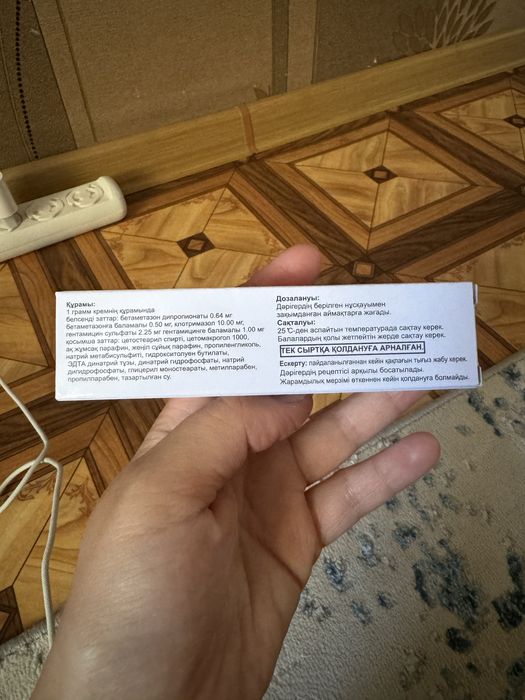 Құрамы:
1 грамм кремнің құрамында
белсенді заттар: бетаметазон дипропионаты 0.64 мг,
бетаметазонға баламалы 0.50 мг, клотримазол 10.00 мг,
гентамицин сульфаты 2.25 мг гентамицинге баламалы 1.00 мг
қосымша заттар: цетостеарил спирті, цетомакрогол 1000,
ақ жұмсақ парафин, жеңіл сұйық парафин, пропиленгликоль,
натрий метабисульфиті, гидрокситолуен бутилаты,
ЭДТА динатрий тұзы, динатрий гидрофосфаты, натрий
дигидрофосфаты, глицерил моностеараты, метилпарабен,
пропилпарабен, тазартылған су.
Дозалануы:
Дәрігердің берілген нұсқауымен
зақымданған аймақтарға жағады.
Сақталуы:
25°С-ден аспайтын температурада сақтау керек.
Балалардың қолы жетпейтін жерде сақтау керек.
ТЕК СЫРТҚА ҚОЛДАНУҒА АРНАЛҒАН.
Ескерту: пайдаланылғаннан кейін қақпағын тығыз жабу керек.
Дәрігердің рецептісі арқылы босатылады.
Жарамдылық мерзімі өткеннен кейін қолдануға болмайды.